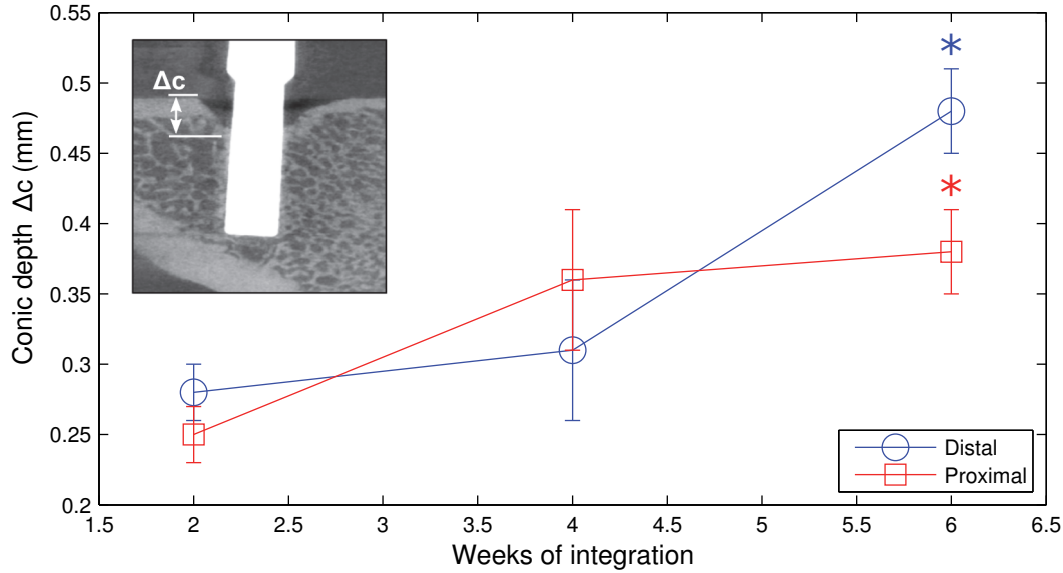 0.55
0.5
0.45
0.4
0.35
0.3
0.25
0.2
Conic depth Δc (mm)
Δc
*
*
Distal
Proximal
1.5 2 2.5 3 3.5 4 4.5 5 5.5 6 6.5
Weeks of integration